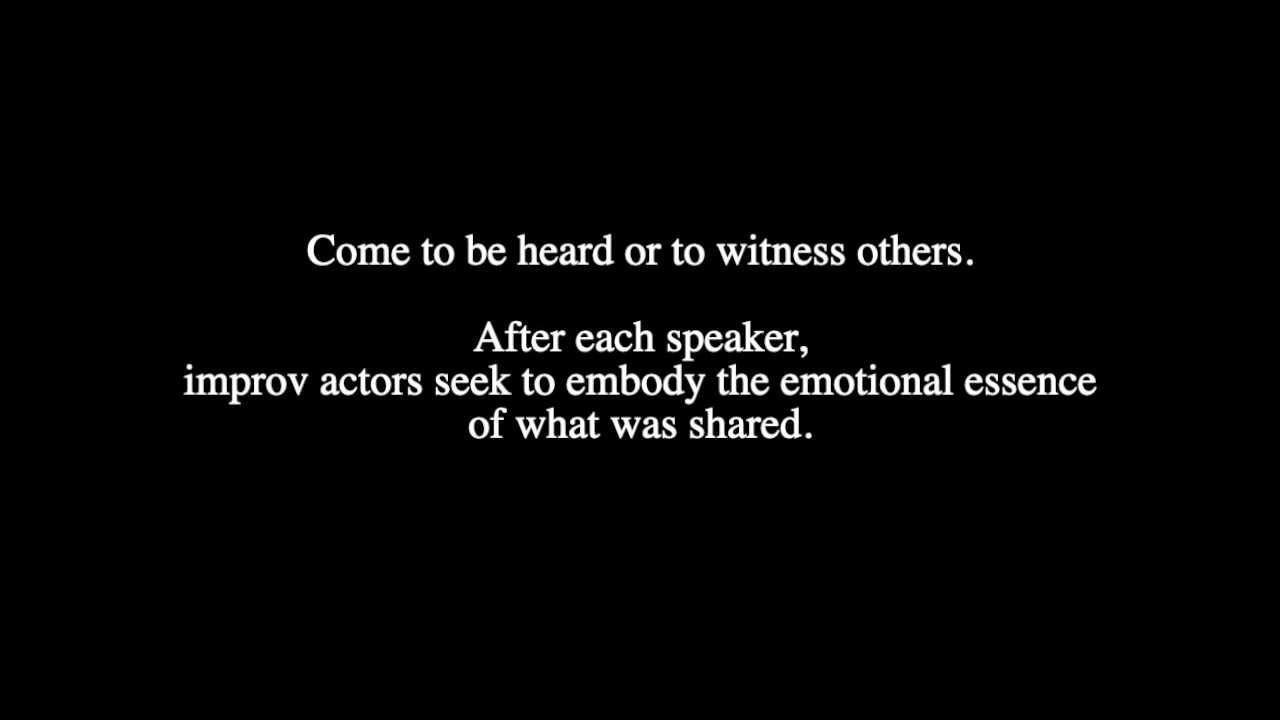 Come to be heard or to witness others.
After each speaker,
improv actors seek to embody the emotional essence
of what was shared.